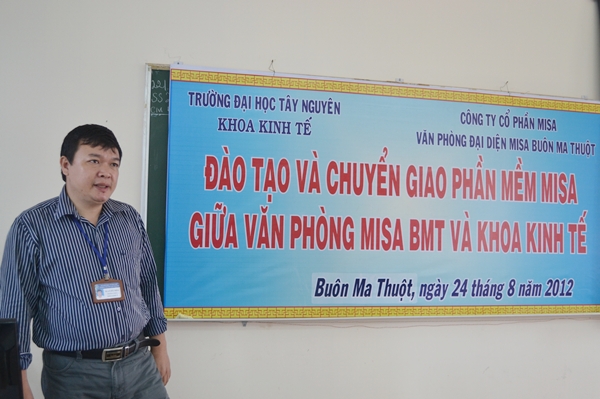 TRƯỜNG ĐẠI HỌC TÂY NGUYÊN
KHOA KINH TẾ
CÔNG TY CỔ PHẦN MISA
VĂN PHÒNG ĐẠI DIỆN MISA BUÔN MA THUỘT
ĐÀO TẠO VÀ CHUYỂN GIAO PHẦN MỀM MISA
GIỮA VĂN PHÒNG MISA BMT VÀ KHOA KINH TẾ
Buôn Ma Thuột, ngày 24 tháng 8 năm 2012